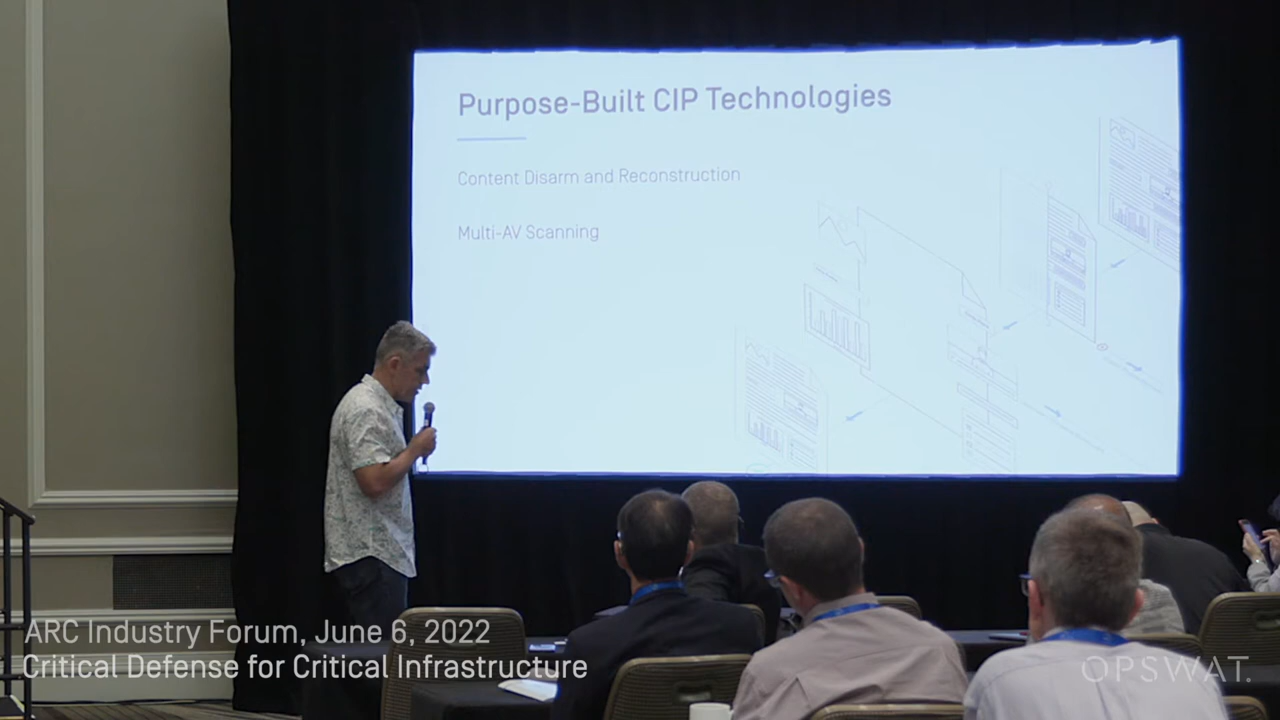 Purpose-Built CIP Technologies
Content Disarm and Reconstruction
Multi-AV Scanning
ARC Industry Forum, June 6, 2022
Critical Defense for Critical Infrastructure
OPSWAT.